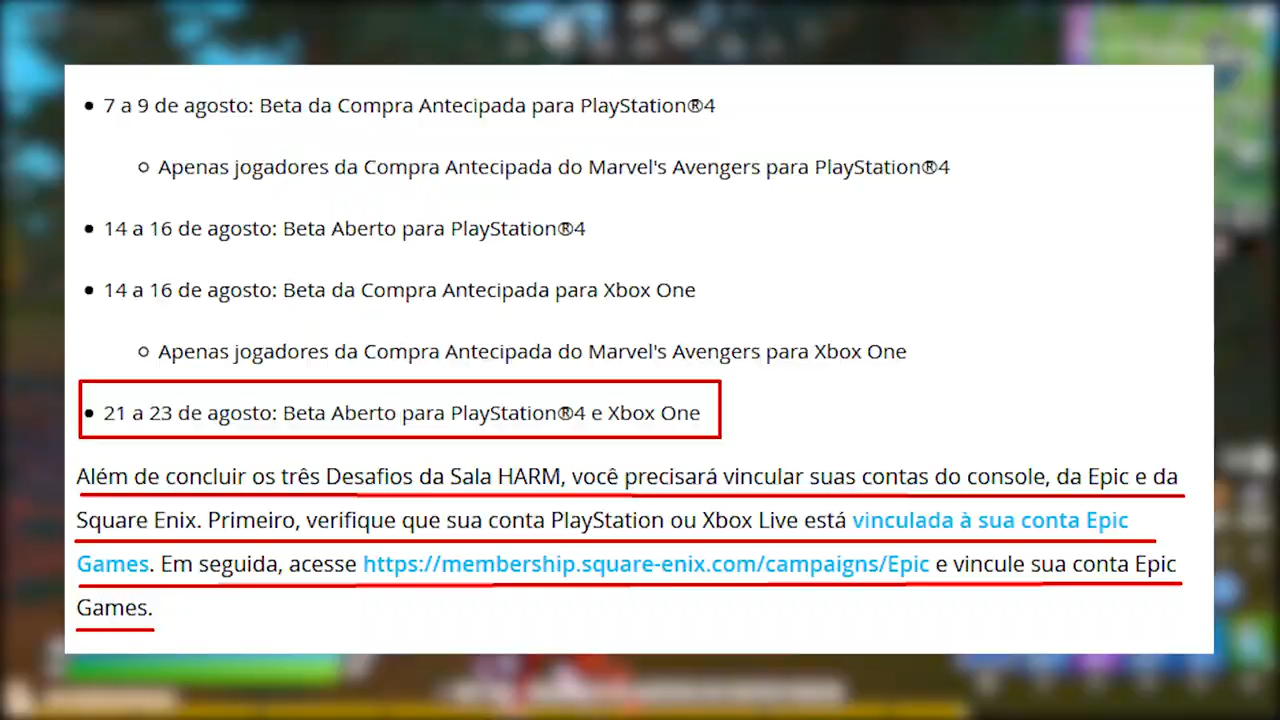 • 7 a 9 de agosto: Beta da Compra Antecipada para PlayStation®4
○ Apenas jogadores da Compra Antecipada do Marvel's Avengers para PlayStation®4
• 14 a 16 de agosto: Beta Aberto para PlayStation®4
• 14 a 16 de agosto: Beta da Compra Antecipada para Xbox One
○ Apenas jogadores da Compra Antecipada do Marvel's Avengers para Xbox One
• 21 a 23 de agosto: Beta Aberto para PlayStation®4 e Xbox One
Além de concluir os três Desafios da Sala HARM, você precisará vincular suas contas do console, da Epic e da
Square Enix. Primeiro, verifique que sua conta PlayStation ou Xbox Live está vinculada à sua conta Epic
Games. Em seguida, acesse https://membership.square-enix.com/campaigns/Epic e vincule sua conta Epic
Games.